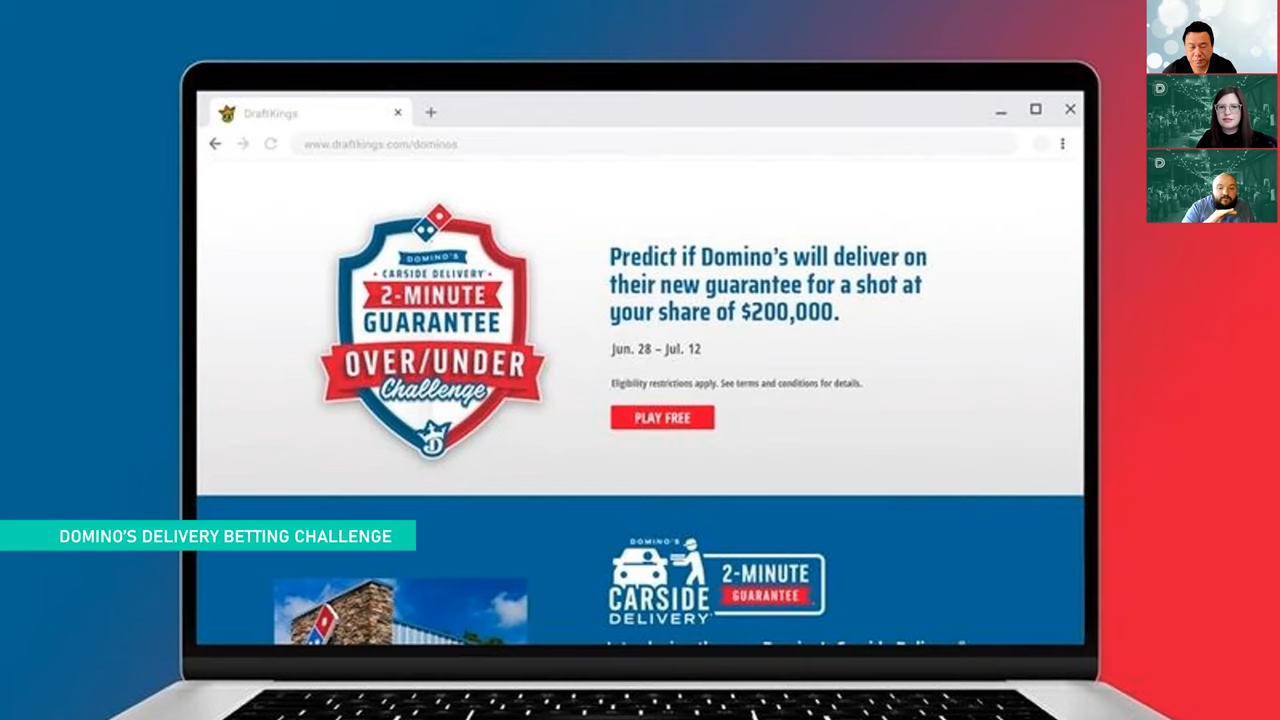 DraftKings
www.draftkings.com/dominos
DOMINO'S
CARSIDE DELIVERY
2-MINUTE
GUARANTEE
OVER/UNDER
Challenge
Predict if Domino's will deliver on
their new guarantee for a shot at
your share of $200,000.
Jun. 28 – Jul. 12
Eligibility restrictions apply. See terms and conditions for details.
PLAY FREE
DOMINO'S DELIVERY BETTING CHALLENGE
DOMINO'S
CARSIDE
DELIVERY
2-MINUTE
GUARANTEE